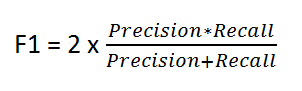 F1 = 2 x Precision*Recall
Precision+Recall